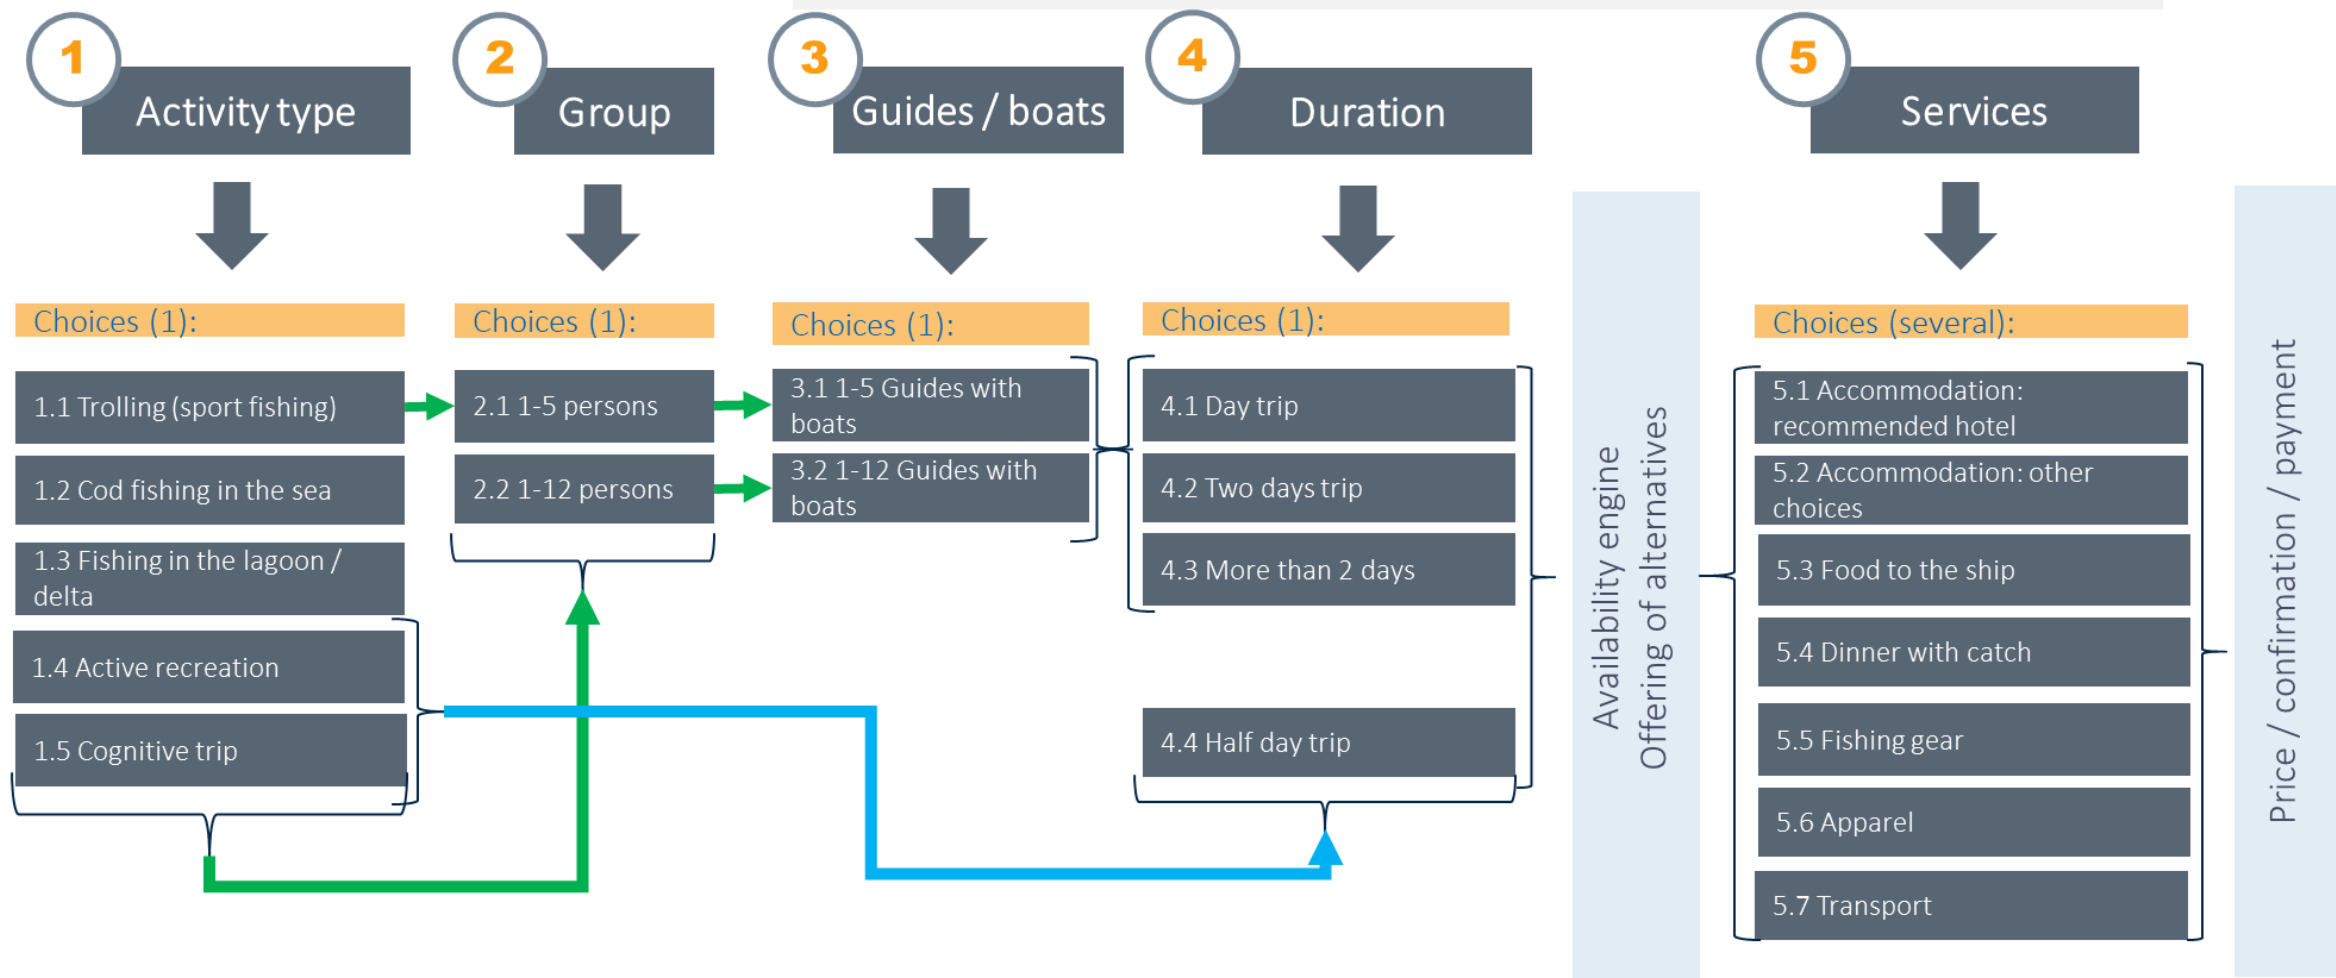 1
Activity type
2
Group
3
Guides / boats
4
Duration
5
Services
Choices (1):
1.1 Trolling (sport fishing)
1.2 Cod fishing in the sea
1.3 Fishing in the lagoon /
delta
1.4 Active recreation
1.5 Cognitive trip
Choices (1):
2.1 1-5 persons
2.2 1-12 persons
Choices (1):
3.1 1-5 Guides with
boats
3.2 1-12 Guides with
boats
Choices (1):
4.1 Day trip
4.2 Two days trip
4.3 More than 2 days
4.4 Half day trip
Availability engine
Offering of alternatives
Choices (several):
5.1 Accommodation:
recommended hotel
5.2 Accommodation: other
choices
5.3 Food to the ship
5.4 Dinner with catch
5.5 Fishing gear
5.6 Apparel
5.7 Transport
Price / confirmation / payment